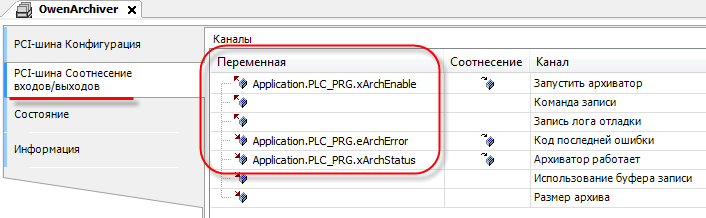 OwenArchiver
PCI-шина Конфигурация
PCI-шина Соотнесение
входов/выходов
Состояние
Информация
Каналы
Переменная Соотнесение Канал
Application.PLC_PRG.xArchEnable Запустить архиватор
Команда записи
Запись лога отладки
Application.PLC_PRG.eArchError Код последней ошибки
Application.PLC_PRG.xArchStatus Архиватор работает
Использование буфера записи
Размер архива